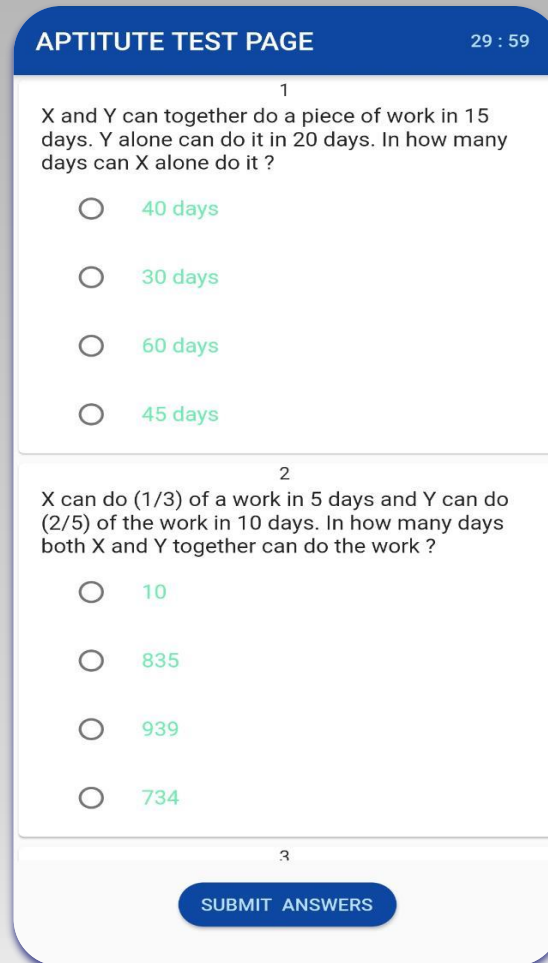 APTITUTE TEST PAGE 29 : 59
1
X and Y can together do a piece of work in 15
days. Y alone can do it in 20 days. In how many
days can X alone do it ?
40 days
30 days
60 days
45 days
2
X can do (1/3) of a work in 5 days and Y can do
(2/5) of the work in 10 days. In how many days
both X and Y together can do the work ?
10
835
939
734
3
SUBMIT ANSWERS